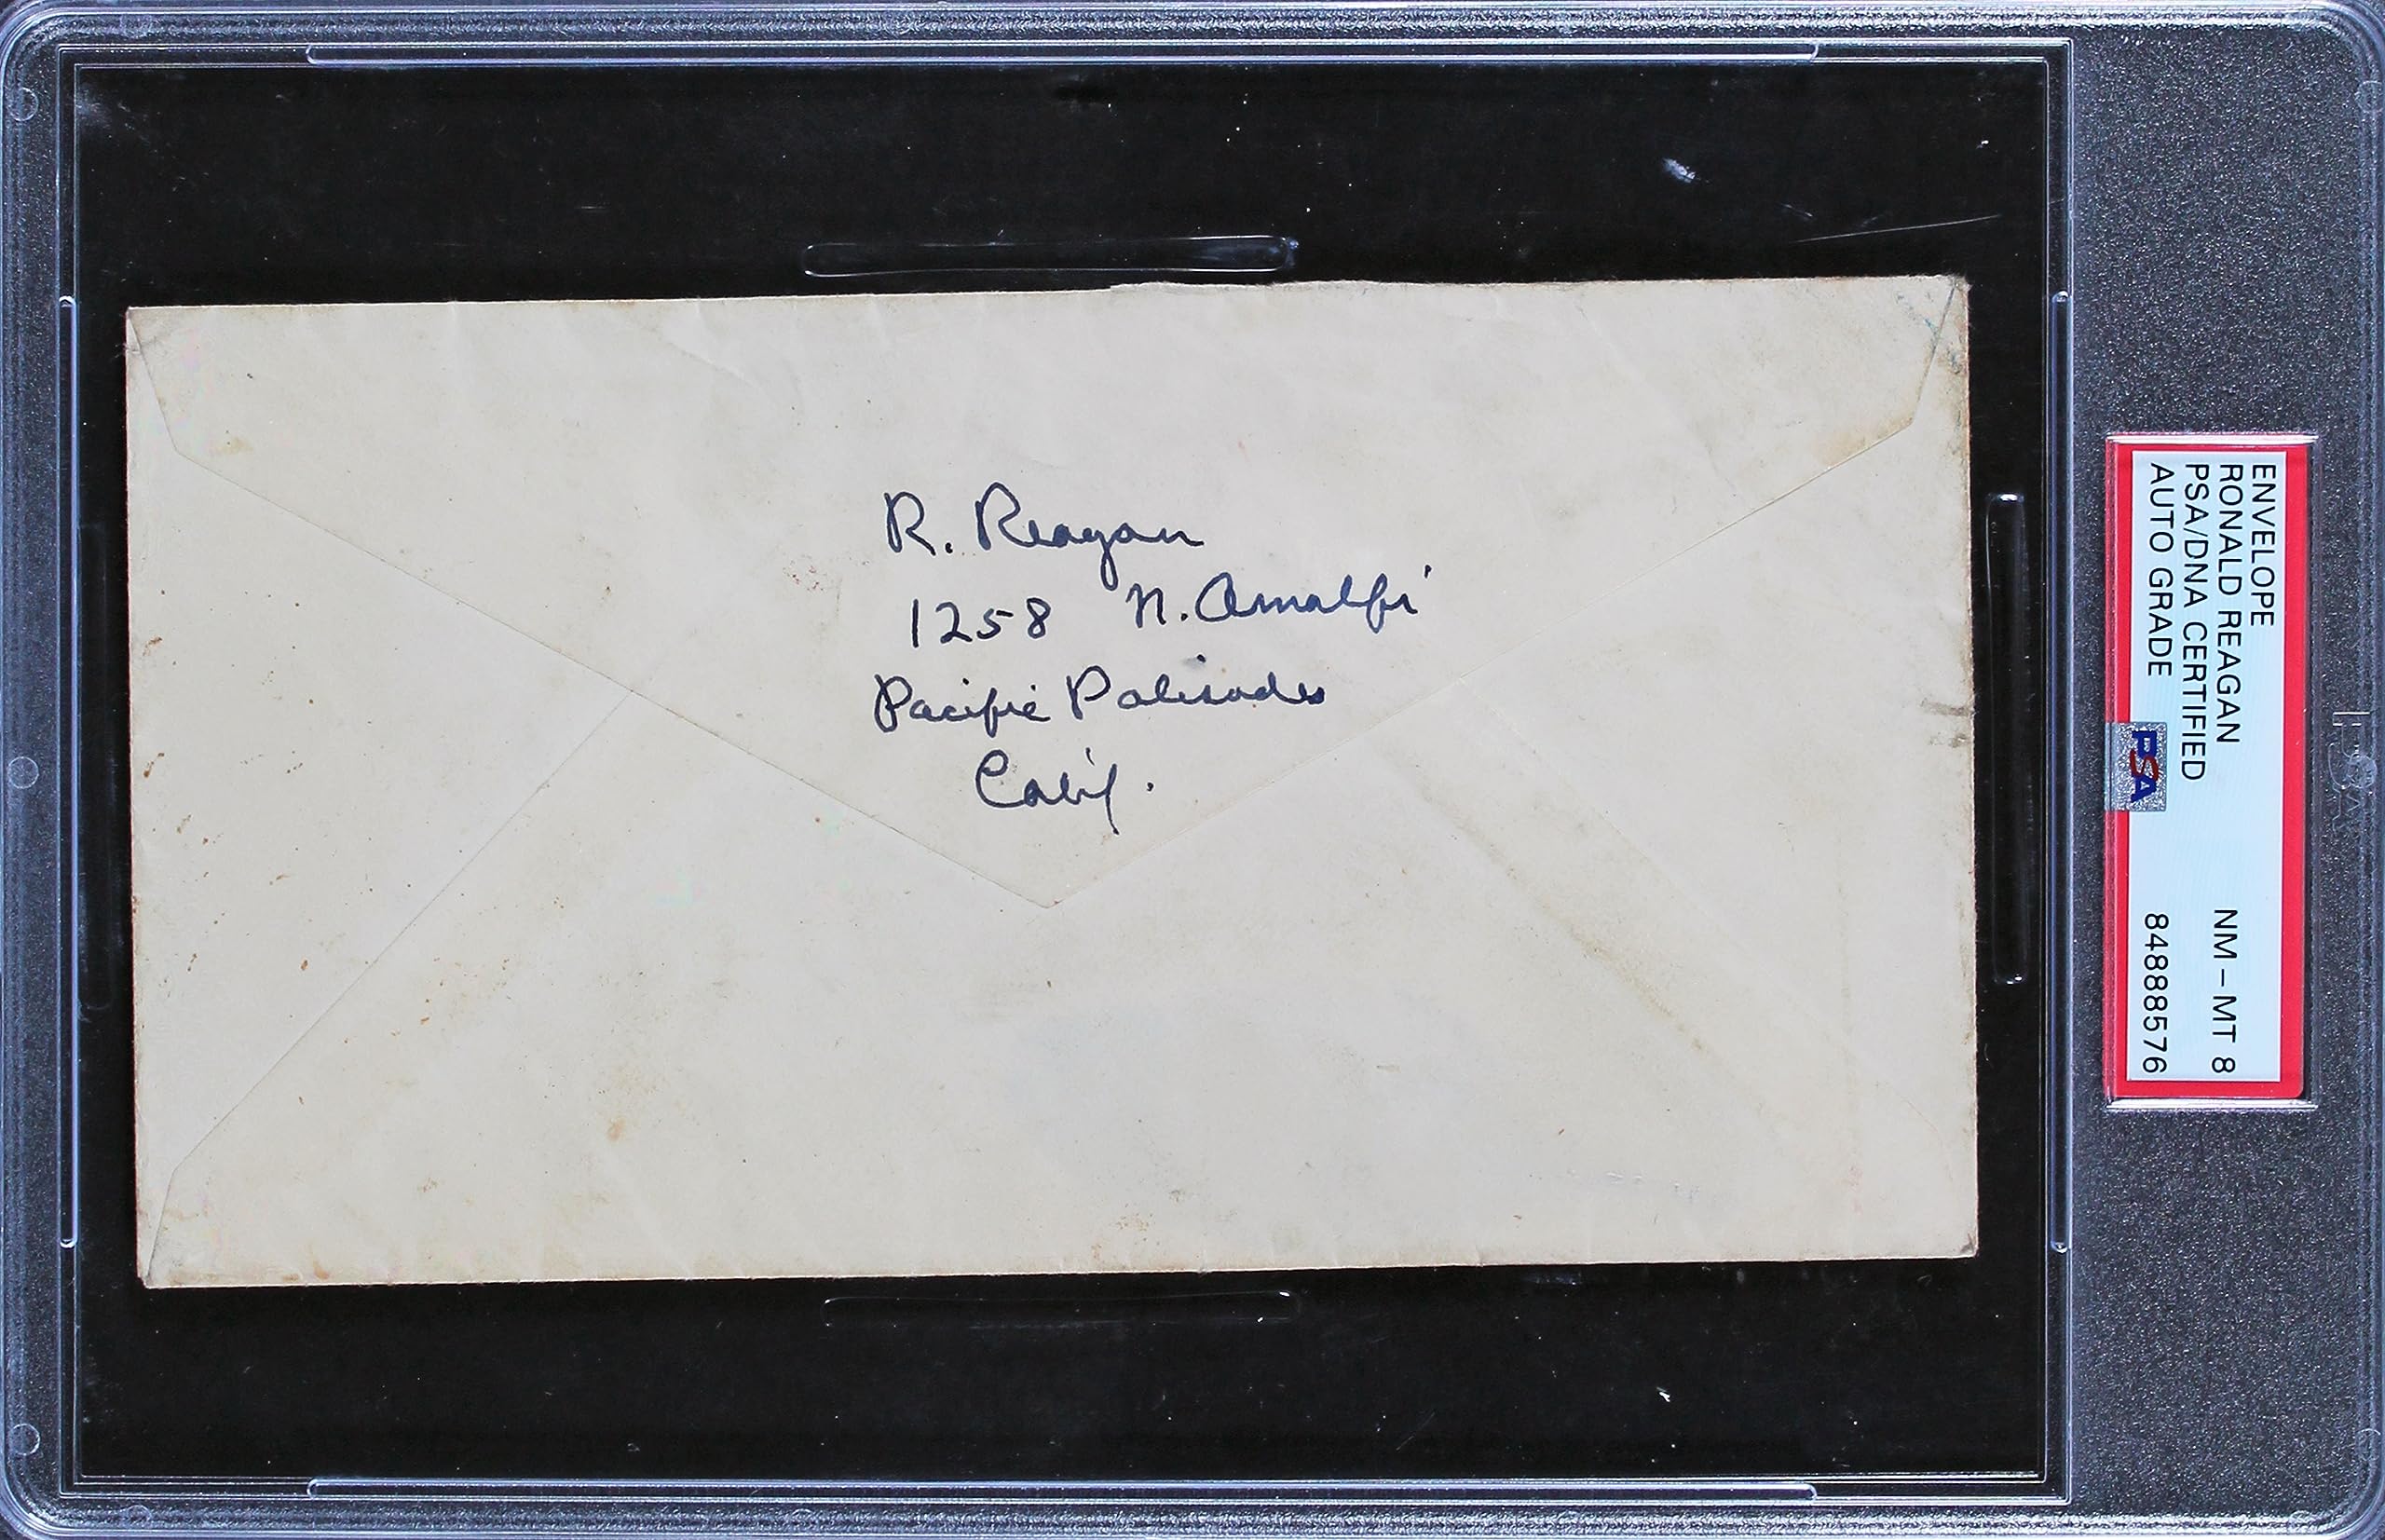 R. Reagan
1258 N. Amalfi
Pacific Palisades
Calif.
ENVELOPE
RONALD REAGAN NM-MT 8
PSA/DNA CERTIFIED
AUTO GRADE PSA 84888576